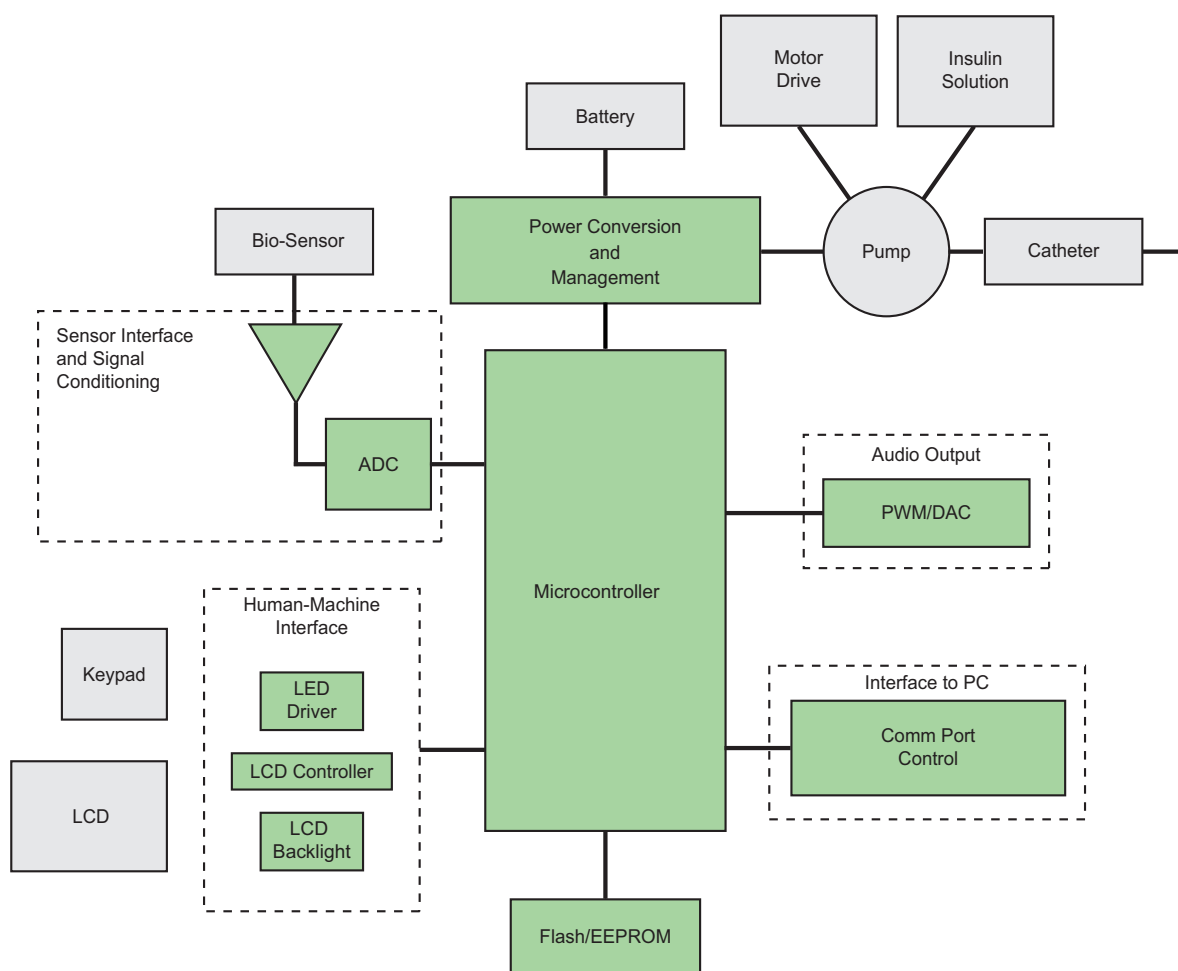 Motor
Drive
Insulin
Solution
Battery
Bio-Sensor
Power Conversion
and
Management
Pump
Catheter
Sensor Interface
and Signal
Conditioning
ADC
Audio Output
PWM/DAC
Microcontroller
Human-Machine
Interface
Keypad
LED
Driver
LCD Controller
LCD
Backlight
LCD
Interface to PC
Comm Port
Control
Flash/EEPROM